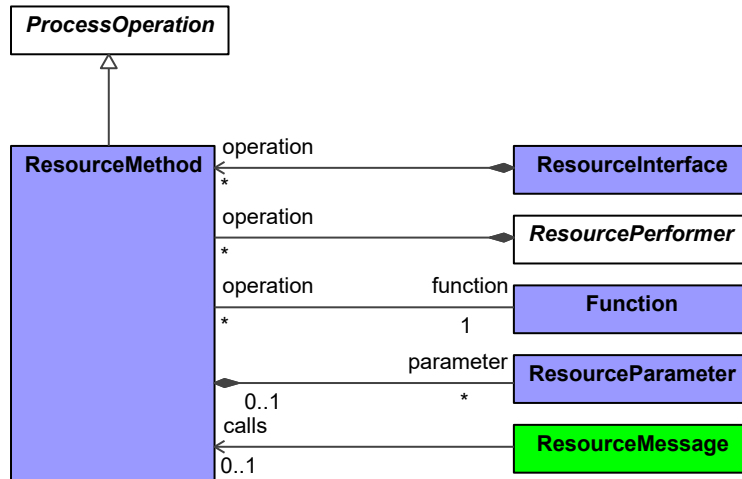 ProcessOperation
ResourceMethod
operation
*
ResourceInterface
operation
*
ResourcePerformer
operation
*
function
1
Function
parameter
0..1
*
ResourceParameter
calls
0..1
ResourceMessage